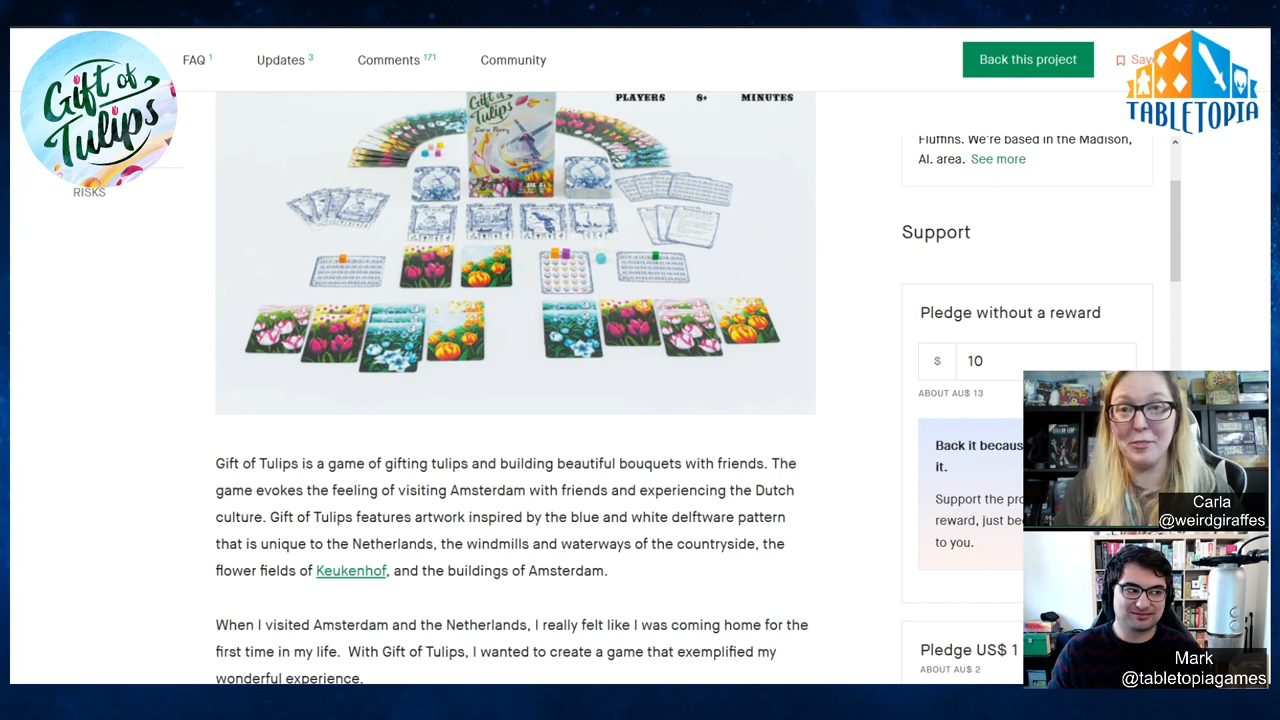 FAQ 1
Updates 3
Comments 171
Community
Back this project
Gift of
Tulips
TABLETOPIA
RISKS
Gift of
Tulips
Sara Perry
PLAYERS 8+ MINUTES
Fluffins. We're based in the Madison,
AL area. See more
Support
Pledge without a reward
$ 10
ABOUT AU$ 13
Back it becaus
it.
Support the pro
reward, just bec
to you.
Gift of Tulips is a game of gifting tulips and building beautiful bouquets with friends. The
game evokes the feeling of visiting Amsterdam with friends and experiencing the Dutch
culture. Gift of Tulips features artwork inspired by the blue and white delftware pattern
that is unique to the Netherlands, the windmills and waterways of the countryside, the
flower fields of Keukenhof, and the buildings of Amsterdam.
When I visited Amsterdam and the Netherlands, I really felt like I was coming home for the
first time in my life. With Gift of Tulips, I wanted to create a game that exemplified my
wonderful experience.
Pledge US$ 1
ABOUT AU$ 2
Carla
@weirdgiraffes
Mark
@tabletopiagames